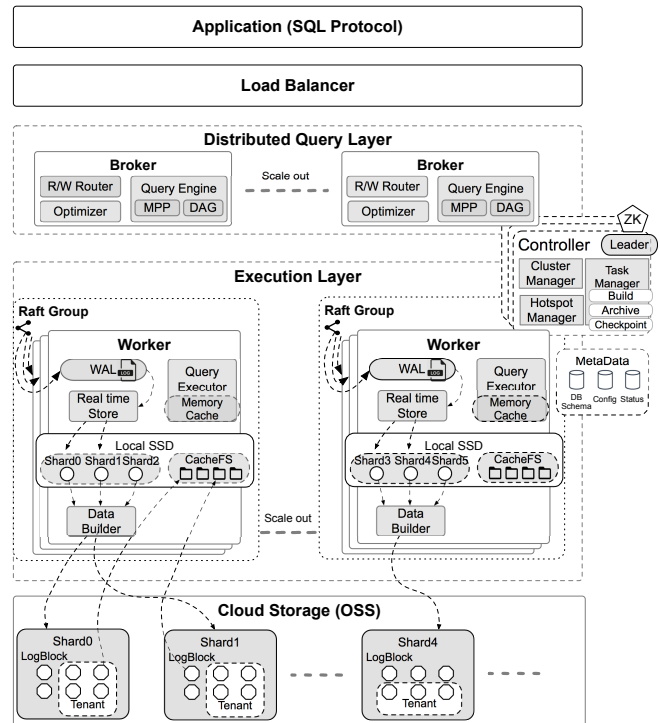 Application (SQL Protocol)
Load Balancer
Distributed Query Layer
Broker
R/W Router
Optimizer
Query Engine
MPP
DAG
Scale out
Broker
R/W Router
Optimizer
Query Engine
MPP
DAG
ZK
Controller
Leader
Cluster
Manager
Hotspot
Manager
Task
Manager
Build
Archive
Checkpoint
Execution Layer
Raft Group
Worker
WAL
LOG
Real time
Store
Query
Executor
Memory
Cache
Local SSD
Shard0
Shard1
Shard2
CacheFS
Data
Builder
Scale out
Raft Group
Worker
WAL
LOG
Real time
Store
Query
Executor
Memory
Cache
Local SSD
Shard3
Shard4
Shard5
CacheFS
Data
Builder
MetaData
DB
Schema
Config
Status
Cloud Storage (OSS)
Shard0
LogBlock
Tenant
Shard1
LogBlock
Tenant
Shard4
LogBlock
Tenant